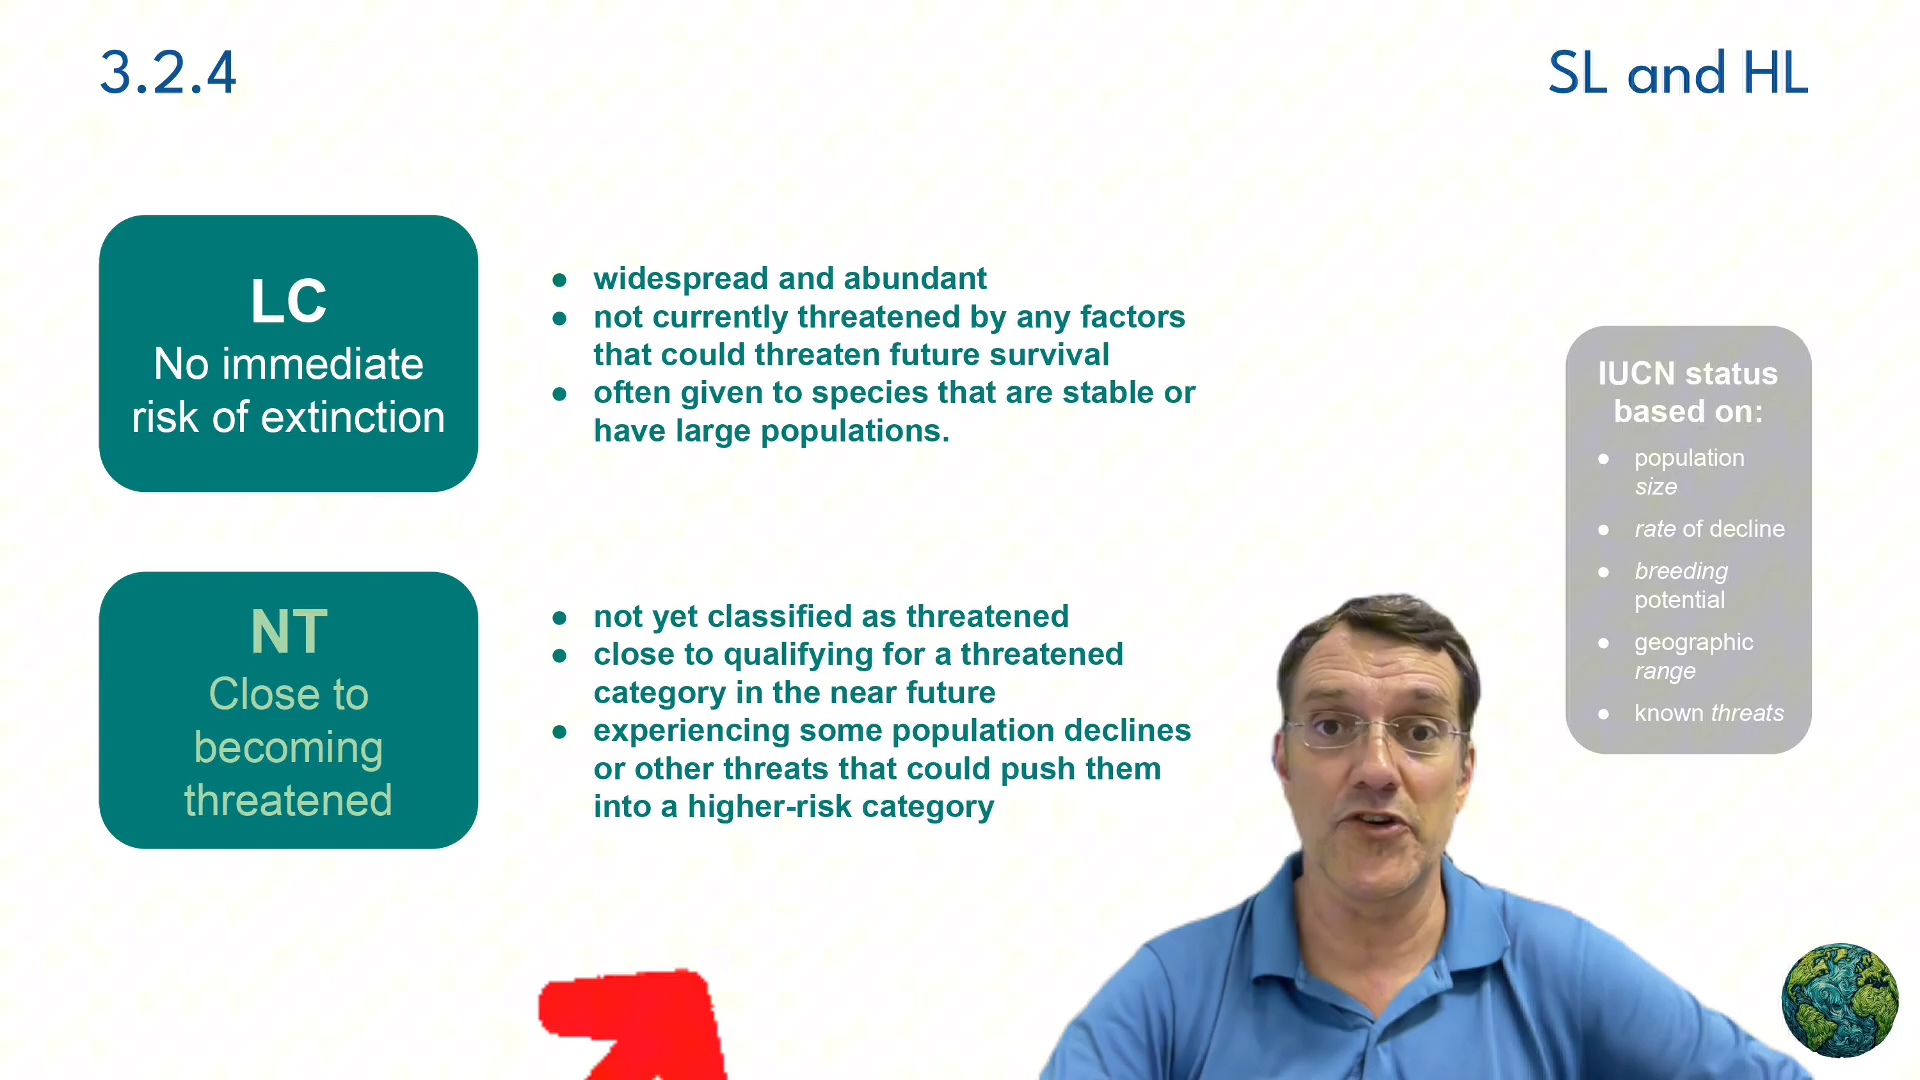 3.2.4
SL and HL
LC
No immediate
risk of extinction
● widespread and abundant
● not currently threatened by any factors
that could threaten future survival
● often given to species that are stable or
have large populations.
NT
Close to
becoming
threatened
● not yet classified as threatened
● close to qualifying for a threatened
category in the near future
● experiencing some population declines
or other threats that could push them
into a higher-risk category
IUCN status
based on:
● population
size
● rate of decline
● breeding
potential
● geographic
range
● known threats